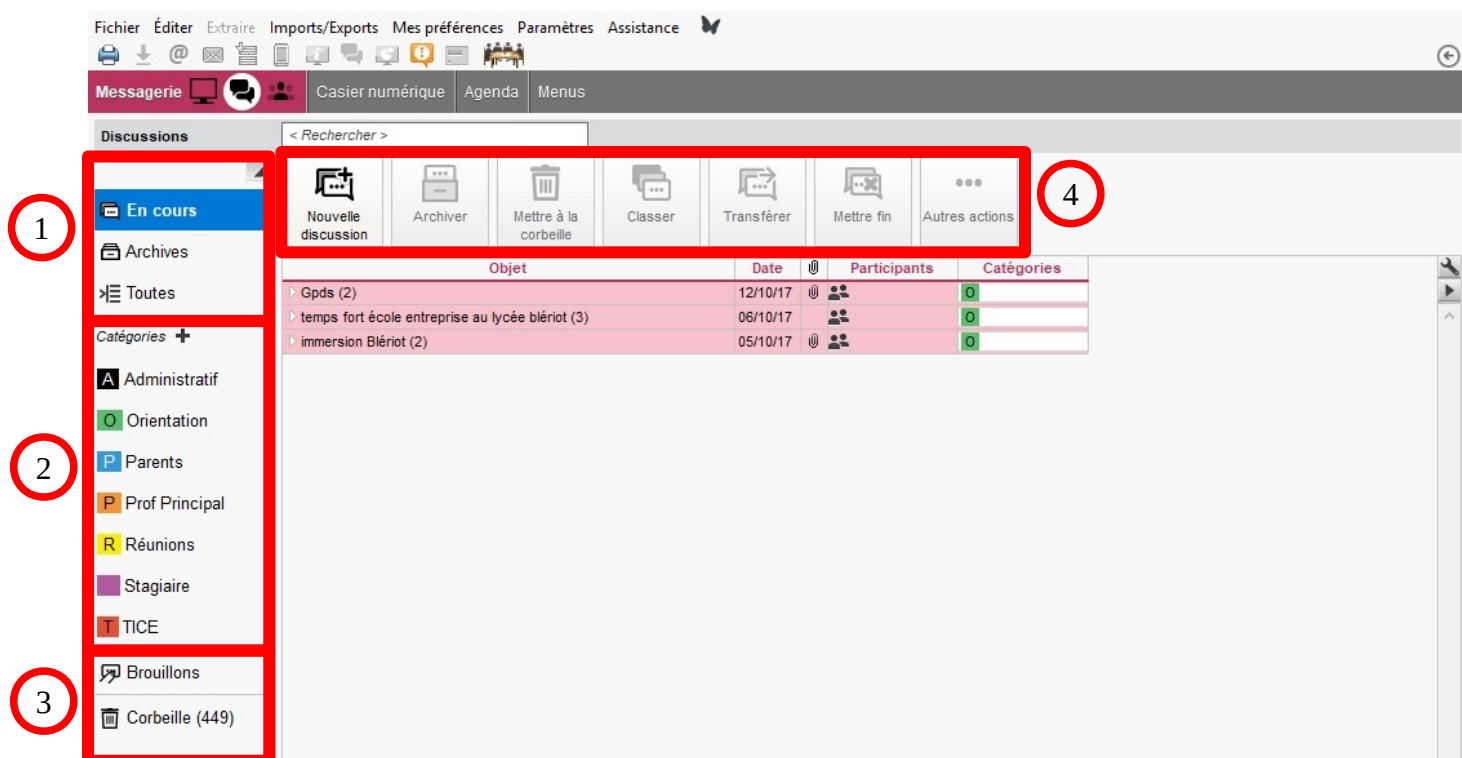 Fichier Éditer Extraire Imports/Exports Mes préférences Paramètres Assistance
Messagerie Casier numérique Agenda Menus
Discussions < Rechercher >
1
En cours
Archives
Toutes
4
Nouvelle discussion
Archiver
Mettre à la corbeille
Classer
Transférer
Mettre fin
Autres actions
Objet Date Participants Catégories
Gpds (2) 12/10/17 O
temps fort école entreprise au lycée blériot (3) 06/10/17 O
immersion Blériot (2) 05/10/17 O
2
Catégories +
A Administratif
O Orientation
P Parents
P Prof Principal
R Réunions
Stagiaire
T TICE
3
Brouillons
Corbeille (449)